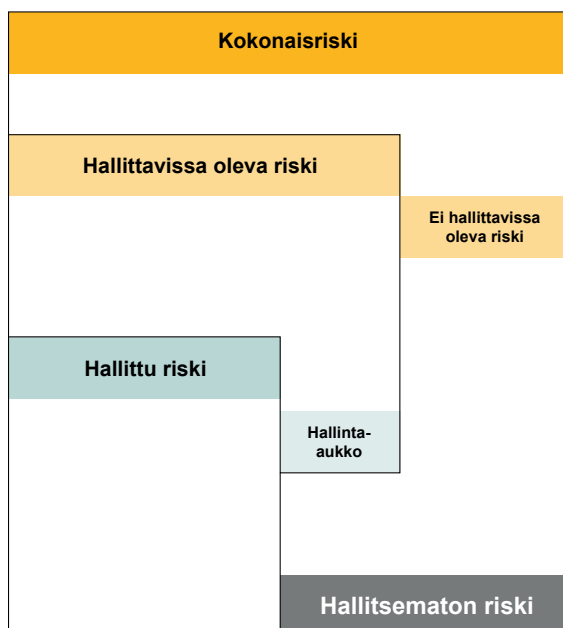 Kokonaisriski
Hallittavissa oleva riski
Ei hallittavissa
oleva riski
Hallittu riski
Hallinta-
aukko
Hallitsematon riski